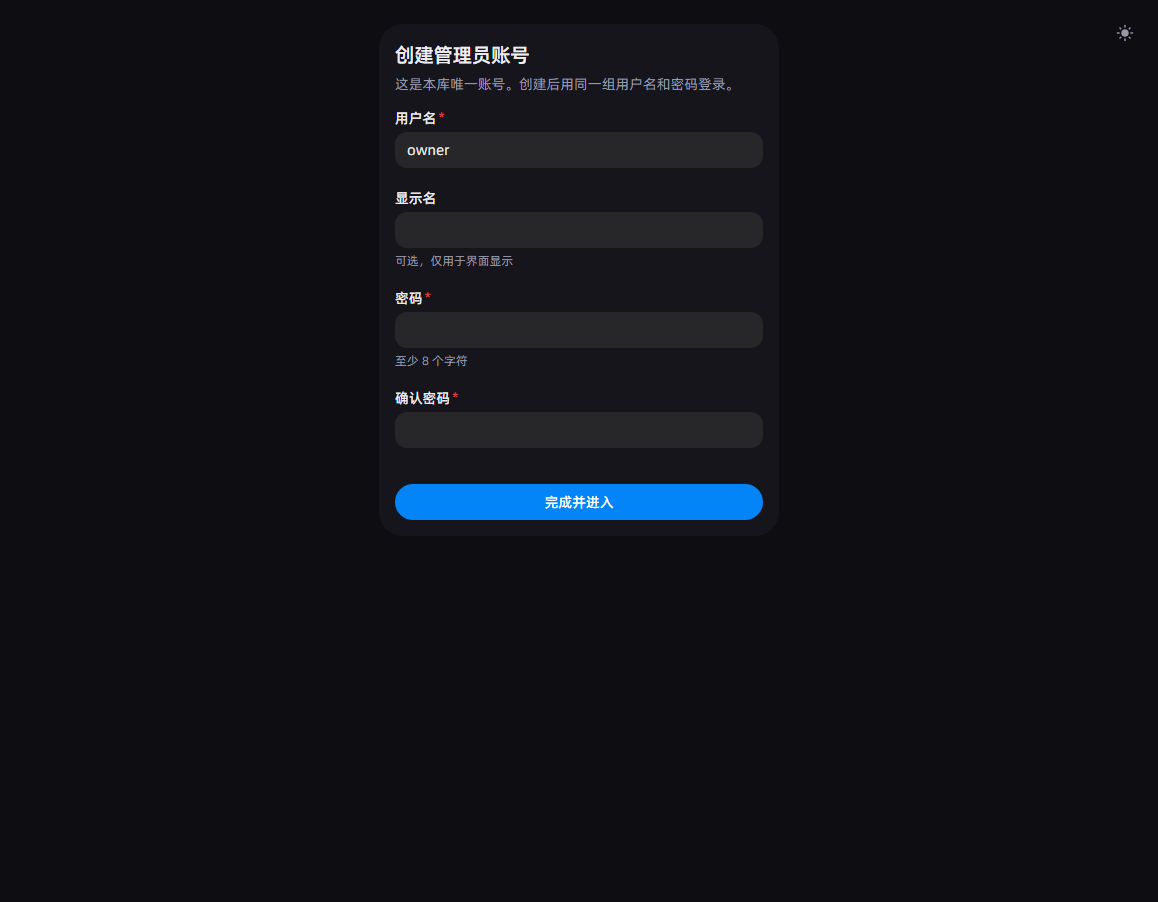 创建管理员账号
这是本库唯一账号。创建后用同一组用户名和密码登录。
用户名*
owner
显示名
可选，仅用于界面显示
密码*
至少 8 个字符
确认密码*
完成并进入